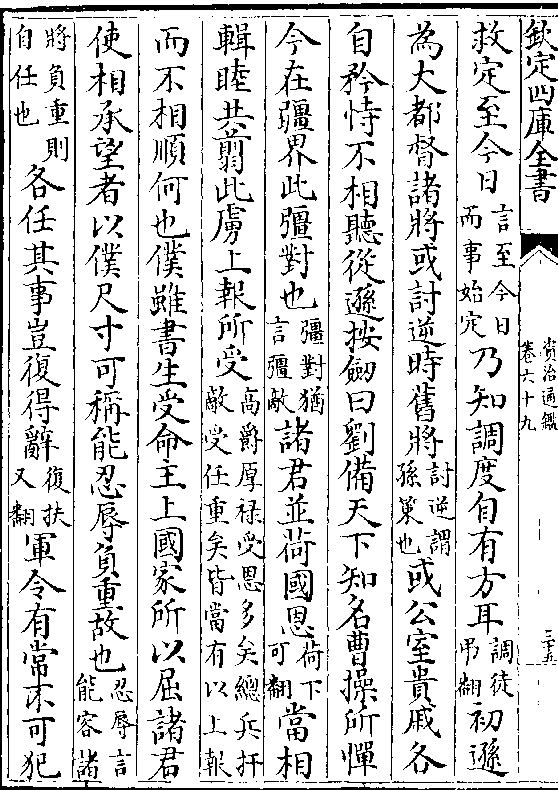 欽定四庫全書
資治通鑑
卷六十九
三十五
救定至今日言至今日而事始定乃知調度自有方耳調徒弔翻初遜
為大都督諸將或討逆時舊將討逆謂孫策也或公室貴戚各
自矜恃不相聽從遜按劒曰劉備天下知名曹操所憚
今在疆界此彊對也彊對猶言彊敵諸君並荷國恩荷下可翻當相
輯睦共翦此虜上報所受高爵厚禄受恩多矣總兵扞敵受任重矣皆當有以上報
而不相順何也僕雖書生受命主上國家所以屈諸君
使相承望者以僕尺寸可稱能忍辱負重故也忍辱言能容諸
將負重則自任也各任其事豈復得辭復扶又翻軍令有常不可犯